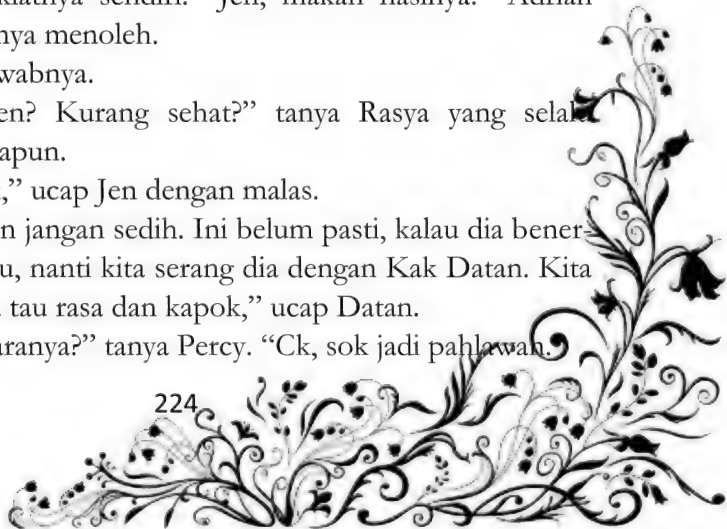 sendiri. “Jen, makan nasinya.” Adrian
nya menoleh.
wabnya.
en? Kurang sehat?” tanya Rasya yang selalu
apun.
,” ucap Jen dengan malas.
n jangan sedih. Ini belum pasti, kalau dia bener-
u, nanti kita serang dia dengan Kak Datan. Kita
tau rasa dan kapok,” ucap Datan.
aranya?” tanya Percy. “Ck, sok jadi pahlawan.”
224